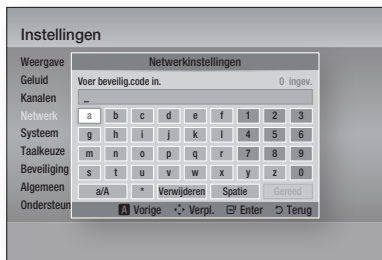 Instellingen
Weergave
Geluid
Kanalen
Netwerk
Systeem
Taalkeuze
Beveiliging
Algemeen
Ondersteun
Netwerkinstellingen
Voer beveilig.code in. 0 ingev.
_
a b c d e f 1 2 3
g h i j k l 4 5 6
m n o p q r 7 8 9
s t u v w x y z 0
a/A * Verwijderen Spatie Gereed
A Vorige Verpl. Enter Terug